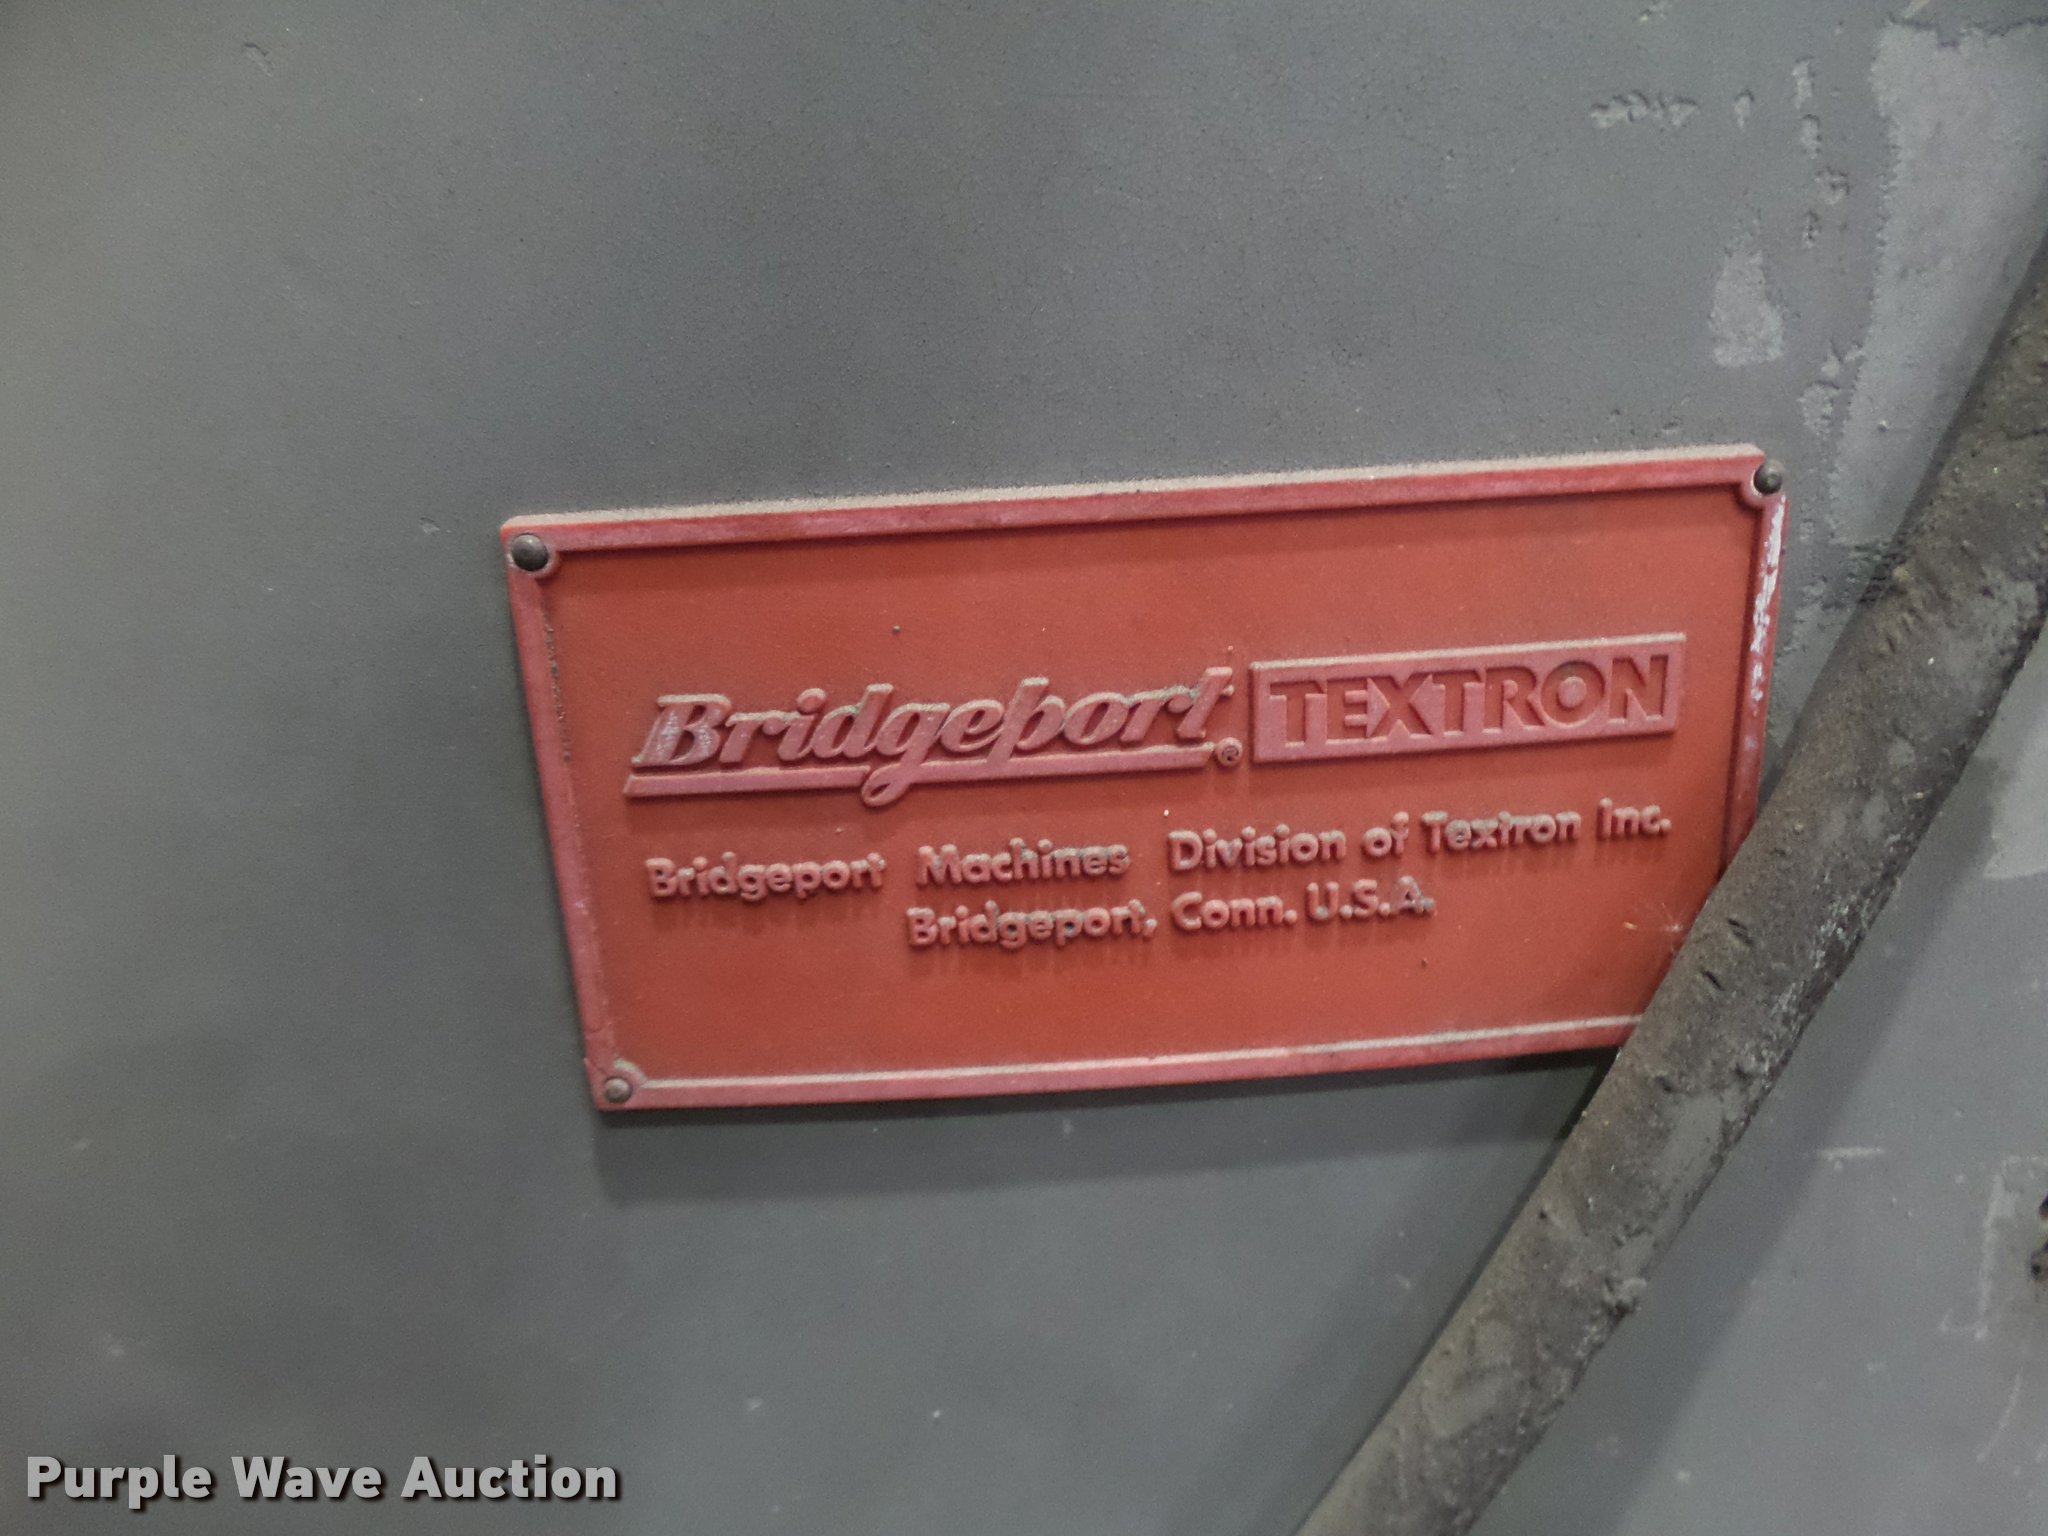 Bridgeport® TEXTRON
Bridgeport Machines Division of Textron Inc.
Bridgeport, Conn. U.S.A.
Purple Wave Auction